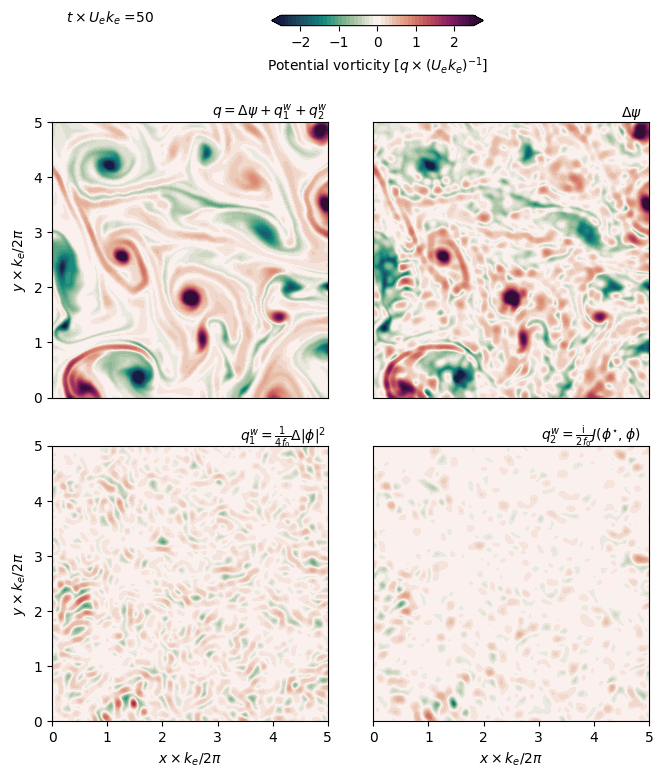 t × U_e k_e =50
−2 −1 0 1 2
Potential vorticity [q × (U_e k_e)^{−1}]
q = Δψ + q_1^w + q_2^w
Δψ
5
4
3
2
1
0
y × k_e/2π
q_1^w = \frac{1}{4f_0} Δ|ϕ|^2
q_2^w = \frac{i}{2f_0} J(ϕ^⋆, ϕ)
5
4
3
2
1
0
y × k_e/2π
0 1 2 3 4 5
0 1 2 3 4 5
x × k_e/2π
x × k_e/2π